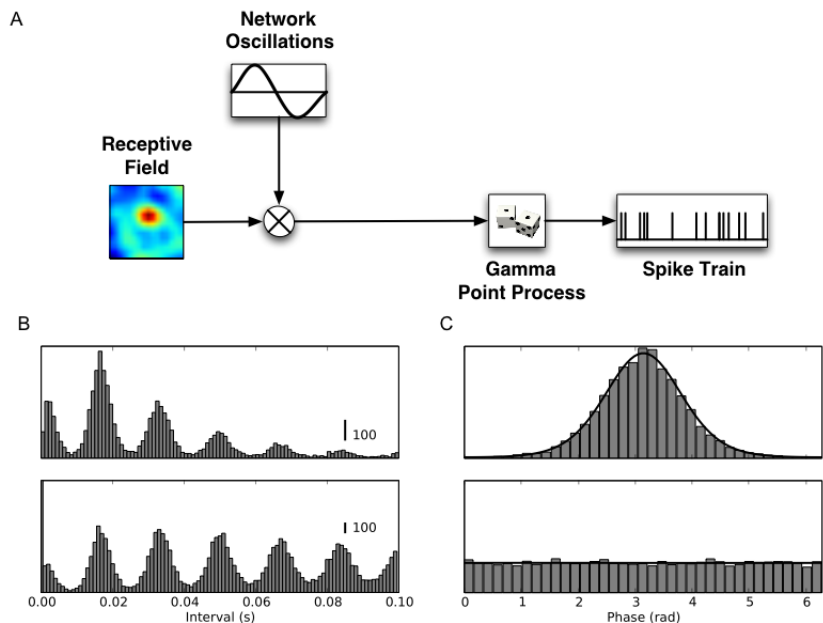 A
Network
Oscillations
Receptive
Field
Gamma
Point Process
Spike Train
B
100
100
0.00 0.02 0.04 0.06 0.08 0.10
Interval (s)
C
0 1 2 3 4 5 6
Phase (rad)